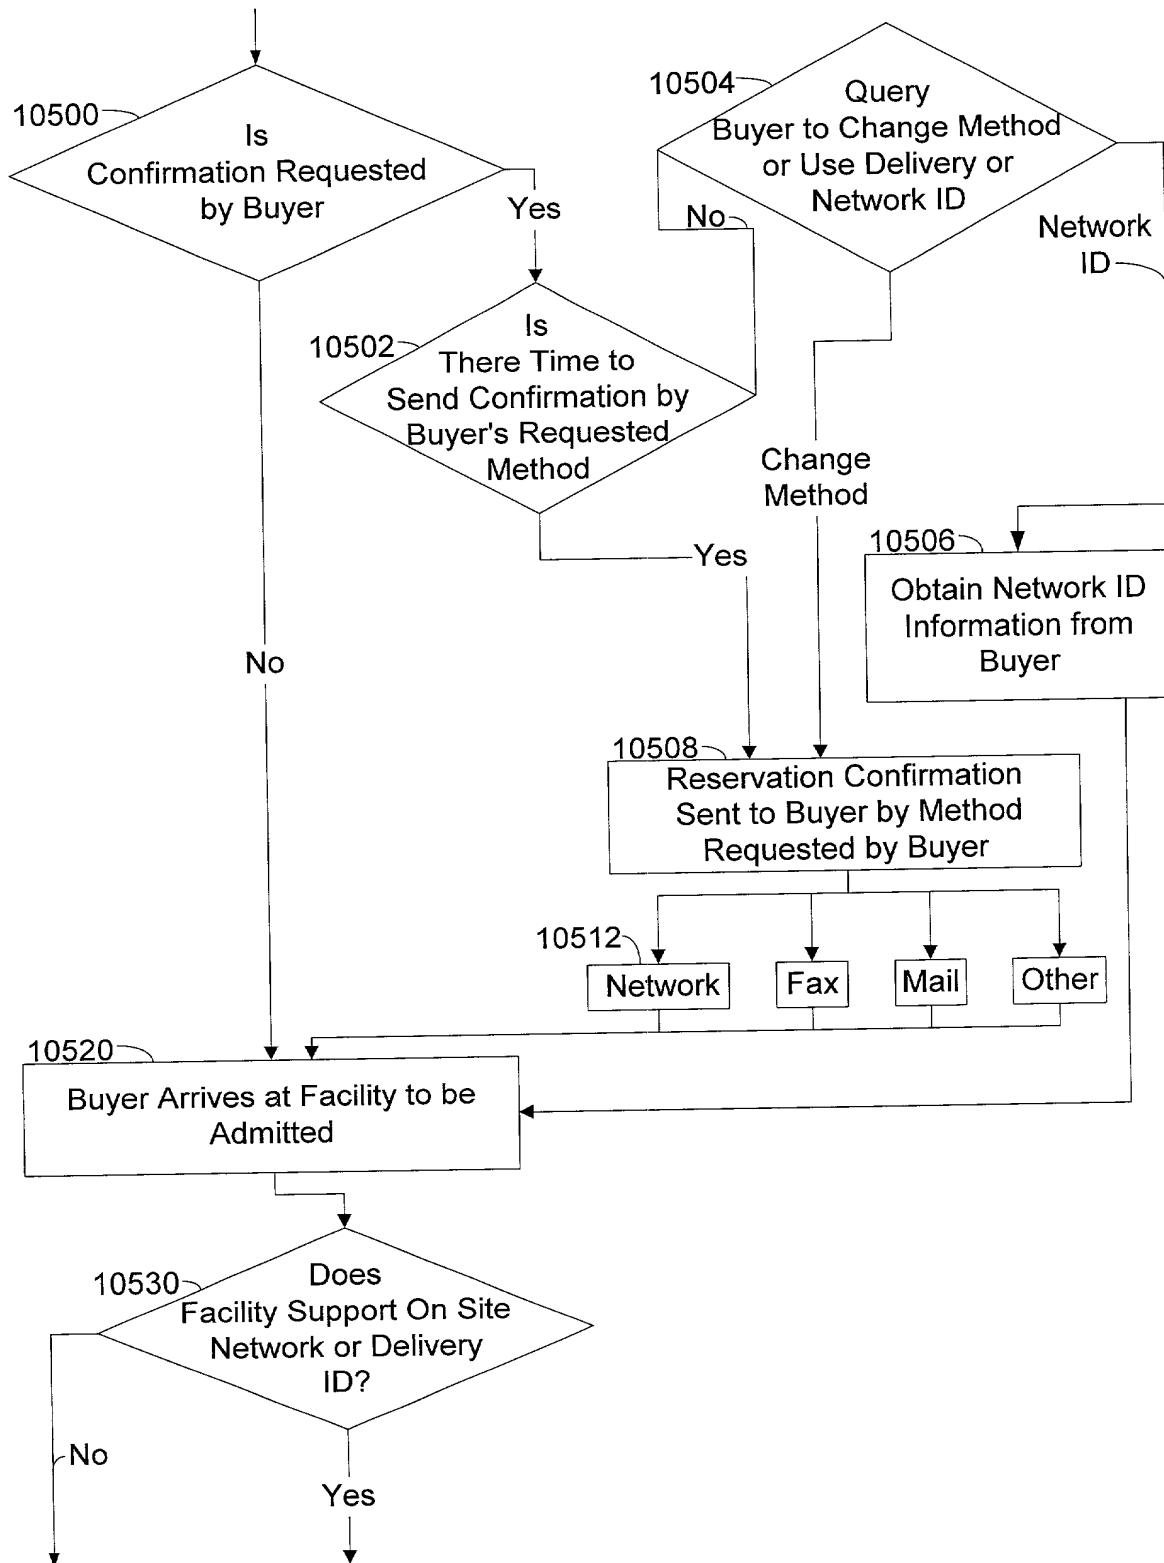 10500
Is
Confirmation Requested
by Buyer
Yes
10504
Query
Buyer to Change Method
or Use Delivery or
Network ID
No
Network
ID
10502
Is
There Time to
Send Confirmation by
Buyer's Requested
Method
Change
Method
Yes
10506
Obtain Network ID
Information from
Buyer
No
10508
Reservation Confirmation
Sent to Buyer by Method
Requested by Buyer
10512
Network
Fax
Mail
Other
10520
Buyer Arrives at Facility to be
Admitted
10530
Does
Facility Support On Site
Network or Delivery
ID?
No
Yes